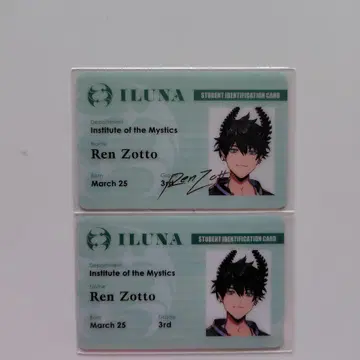 ILUNA STUDENT IDENTIFICATION CARD
Department
Institute of the Mystics
Name
Ren Zotto
Born
March 25 3rd
Ren Zotto
ILUNA STUDENT IDENTIFICATION CARD
Department
Institute of the Mystics
Name
Ren Zotto
Born Grade
March 25 3rd